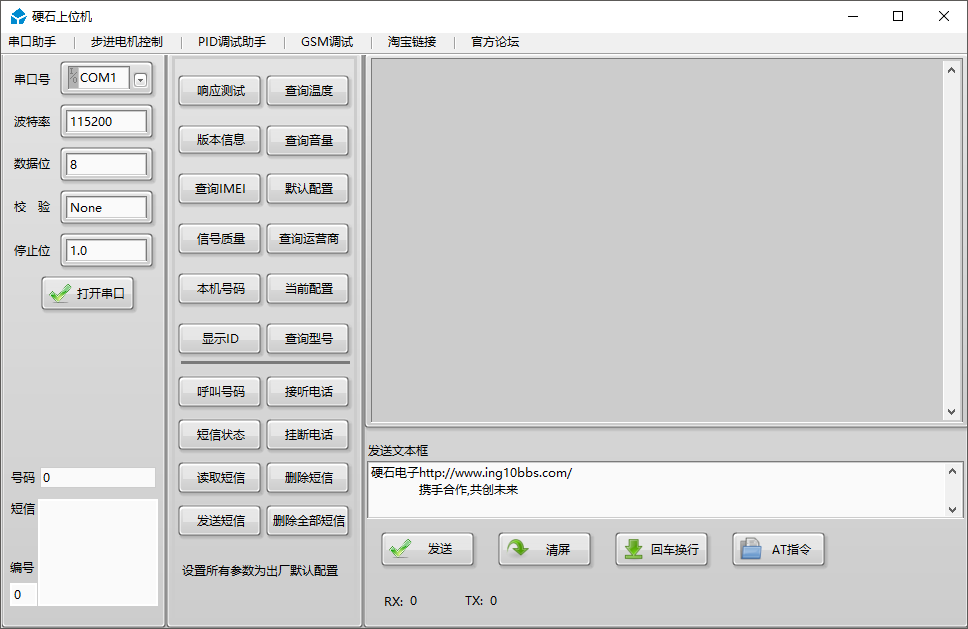 硬石上位机
串口助手 步进电机控制 PID调试助手 GSM调试 淘宝链接 官方论坛
串口号 COM1
波特率 115200
数据位 8
校 验 None
停止位 1.0
打开串口
号码 0
短信
编号
0
响应测试 查询温度
版本信息 查询音量
查询IMEI 默认配置
信号质量 查询运营商
本机号码 当前配置
显示ID 查询型号
呼叫号码 接听电话
短信状态 挂断电话
读取短信 删除短信
发送短信 删除全部短信
设置所有参数为出厂默认配置
发送文本框
硬石电子http://www.ing10bbs.com/
携手合作,共创未来
发送 清屏 回车换行 AT指令
RX: 0 TX: 0